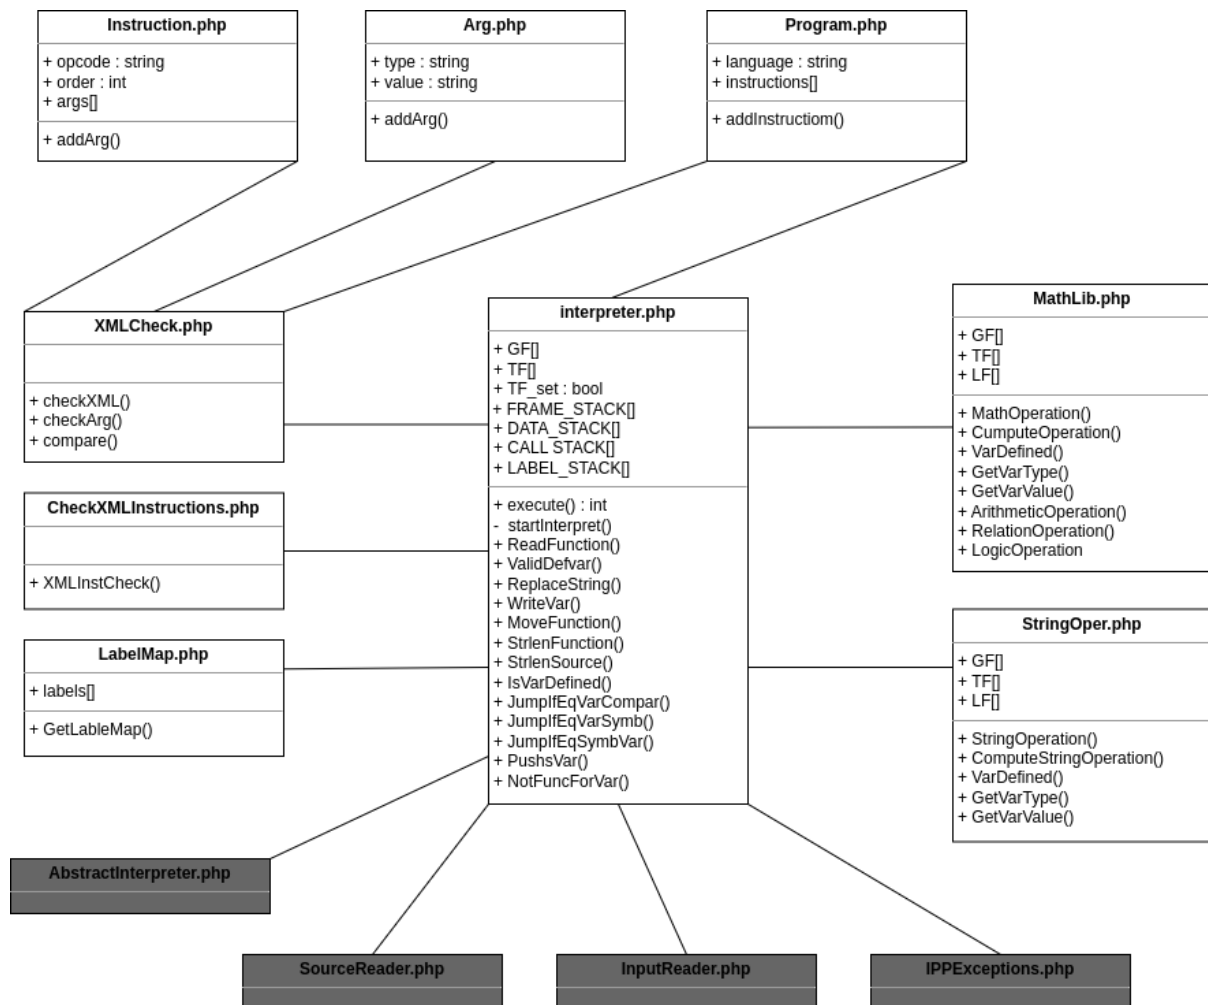 Instruction.php
+ opcode : string
+ order : int
+ args[]
+ addArg()
Arg.php
+ type : string
+ value : string
+ addArg()
Program.php
+ language : string
+ instructions[]
+ addInstructiom()
XMLCheck.php
+ checkXML()
+ checkArg()
+ compare()
CheckXMLInstructions.php
+ XMLInstCheck()
LabelMap.php
+ labels[]
+ GetLableMap()
interpreter.php
+ GF[]
+ TF[]
+ TF_set : bool
+ FRAME_STACK[]
+ DATA_STACK[]
+ CALL STACK[]
+ LABEL_STACK[]
+ execute() : int
- startInterpret()
+ ReadFunction()
+ ValidDefvar()
+ ReplaceString()
+ WriteVar()
+ MoveFunction()
+ StrlenFunction()
+ StrlenSource()
+ IsVarDefined()
+ JumpIfEqVarCompar()
+ JumpIfEqVarSymb()
+ JumpIfEqSymbVar()
+ PushsVar()
+ NotFuncForVar()
MathLib.php
+ GF[]
+ TF[]
+ LF[]
+ MathOperation()
+ CumputeOperation()
+ VarDefined()
+ GetVarType()
+ GetVarValue()
+ ArithmeticOperation()
+ RelationOperation()
+ LogicOperation
StringOper.php
+ GF[]
+ TF[]
+ LF[]
+ StringOperation()
+ ComputeStringOperation()
+ VarDefined()
+ GetVarType()
+ GetVarValue()
AbstractInterpreter.php
SourceReader.php
InputReader.php
IPPExceptions.php